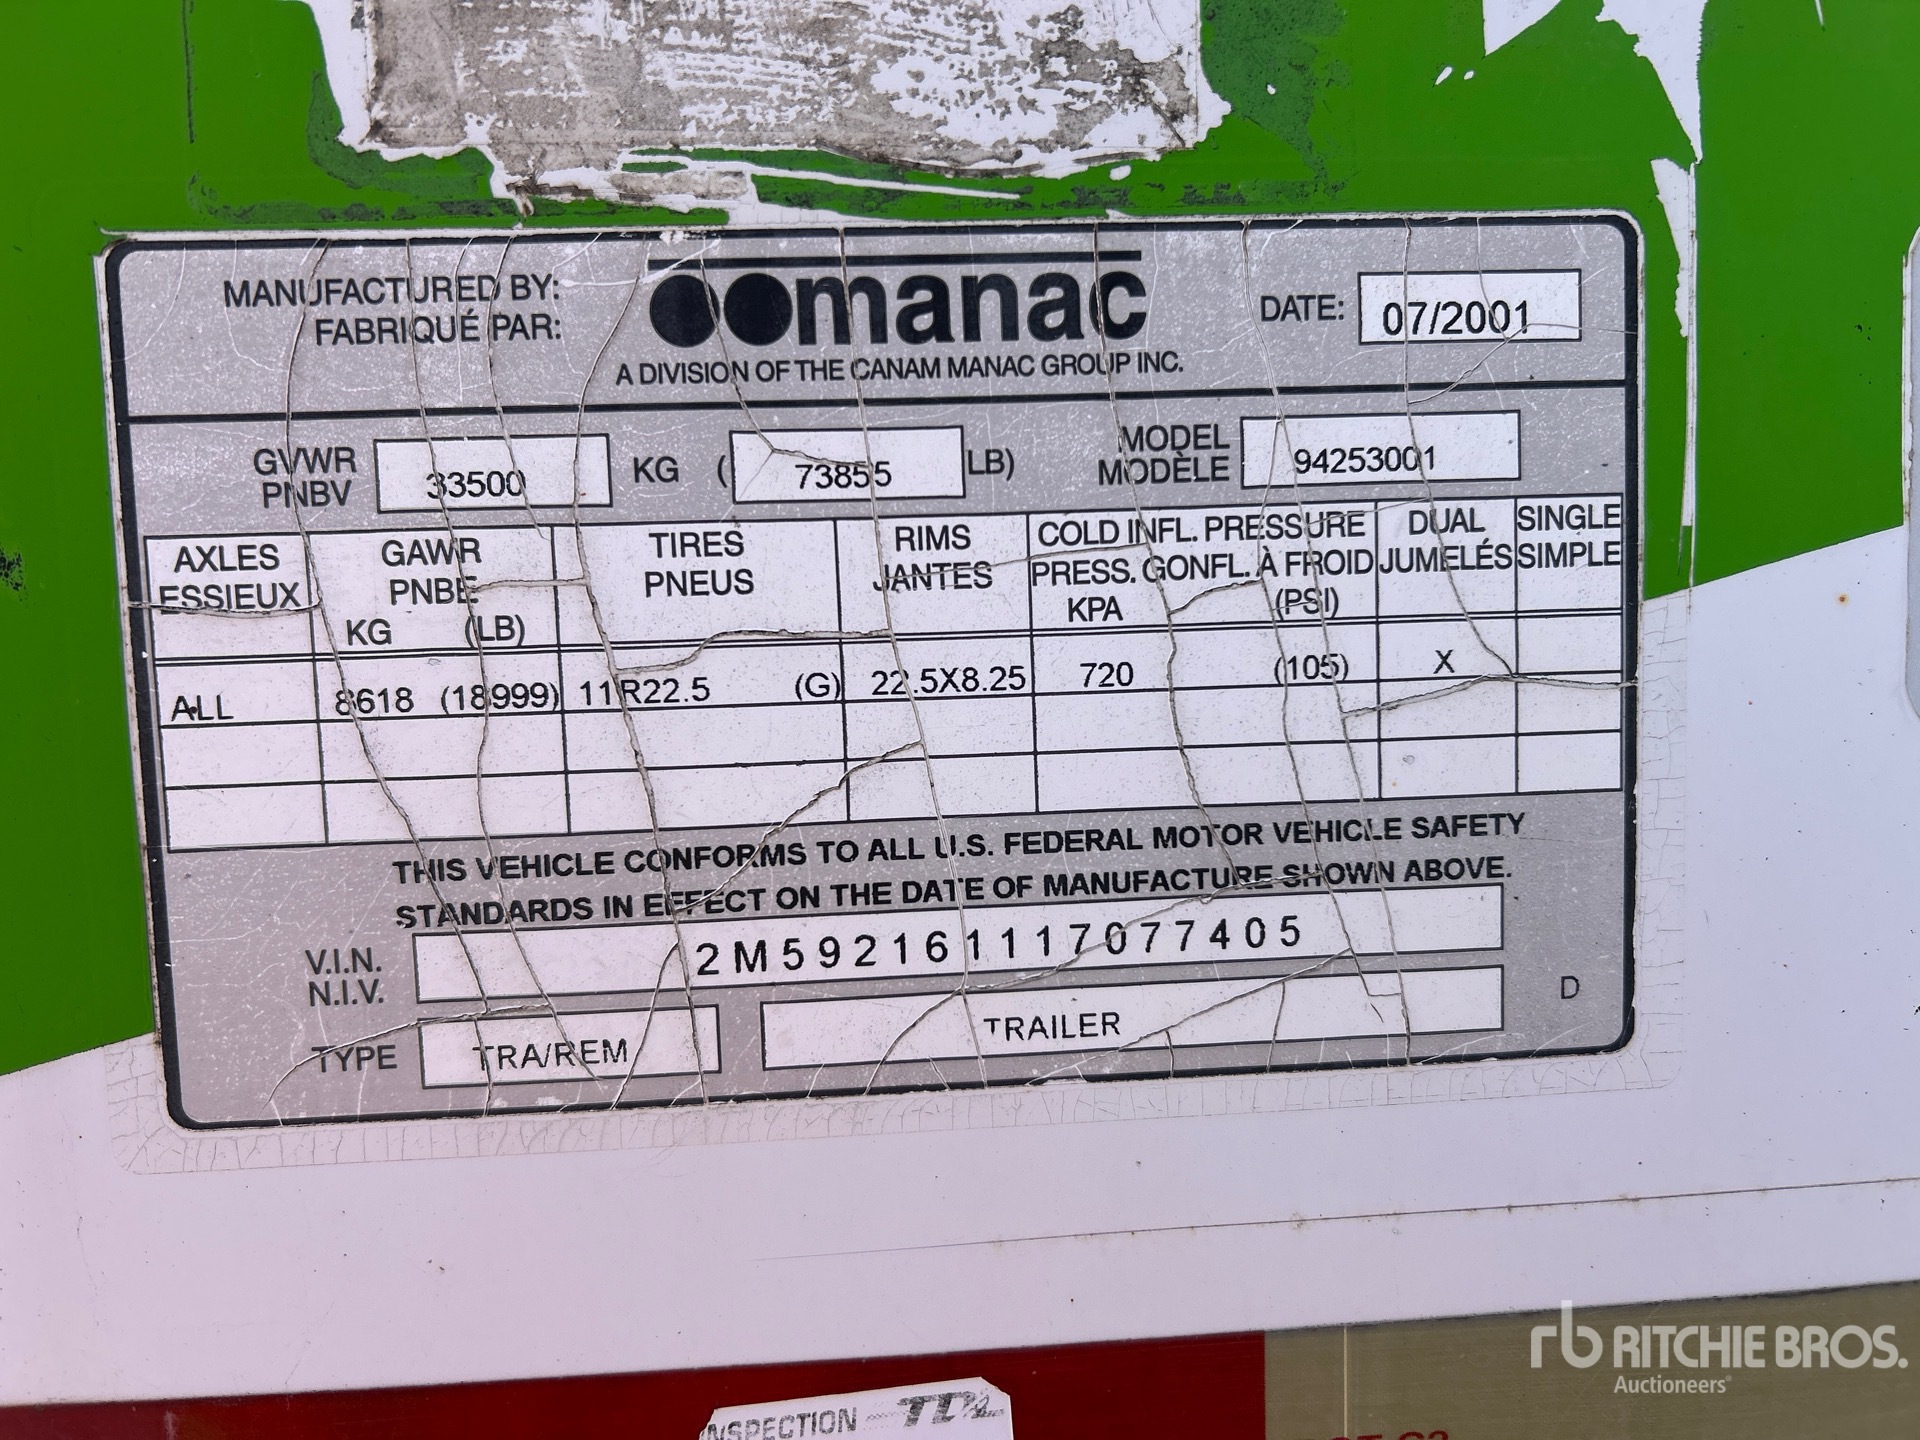 MANUFACTURED BY:
FABRIQUÉ PAR:
manac
A DIVISION OF THE CANAM MANAC GROUP INC.
DATE: 07/2001
GVWR
PNBV
33500 KG ( 73855 LB)
MODEL
MODÈLE
94253001
AXLES
ESSIEUX
GAWR
PNBE
KG (LB)
TIRES
PNEUS
RIMS
JANTES
COLD INFL. PRESSURE
PRESS. GONFL. À FROID
KPA (PSI)
DUAL
JUMELÉS
SINGLE
SIMPLE
ALL 8618 (18999) 11R22.5 (G) 22.5X8.25 720 (105) X
THIS VEHICLE CONFORMS TO ALL U.S. FEDERAL MOTOR VEHICLE SAFETY
STANDARDS IN EFFECT ON THE DATE OF MANUFACTURE SHOWN ABOVE.
V.I.N.
N.I.V.
2M592161117077405
TYPE TRA/REM TRAILER D
INSPECTION
rb RITCHIE BROS.
Auctioneers